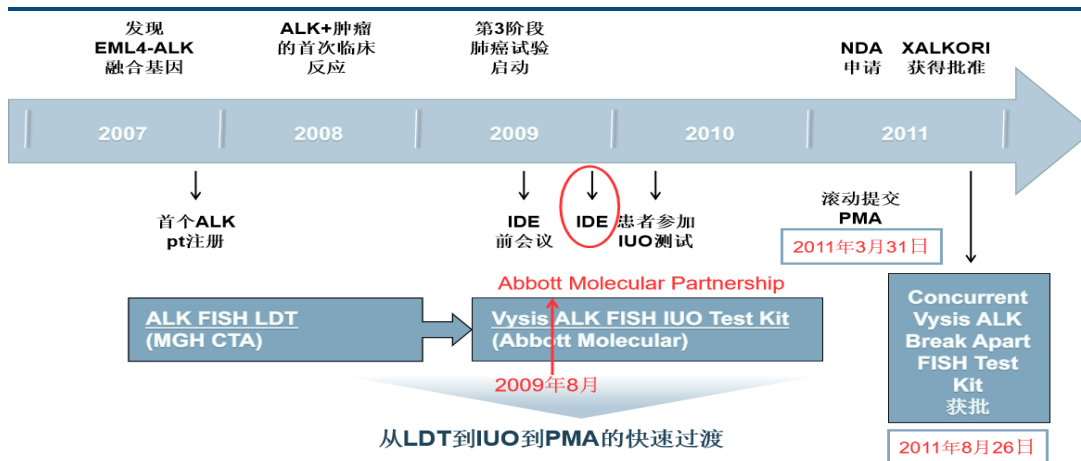 发现
EML4-ALK
融合基因
ALK+肿瘤
的首次临床
反应
第3阶段
肺癌试验
启动
NDA
申请
XALKORI
获得批准
2007
2008
2009
2010
2011
首个ALK
pt注册
IDE
前会议
IDE
患者参加
IUO测试
滚动提交
PMA
2011年3月31日
Abbott Molecular Partnership
ALK FISH LDT
(MGH CTA)
Vysis ALK FISH IUO Test Kit
(Abbott Molecular)
2009年8月
Concurrent
Vysis ALK
Break Apart
FISH Test
Kit
获批
从LDT到IUO到PMA的快速过渡
2011年8月26日